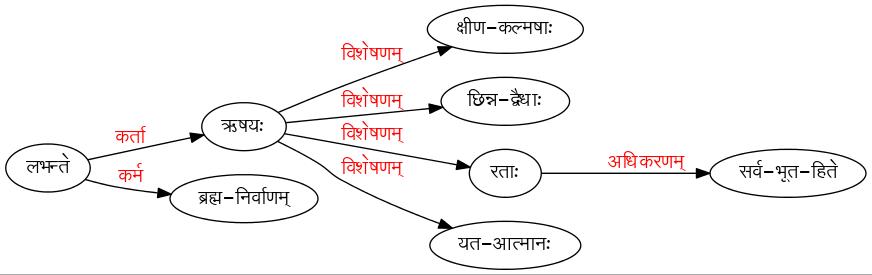 क्षीण-कल्मषाः
विशेषणम्
विशेषणम्
छिन्न-द्वैधाः
ऋषयः
विशेषणम्
कर्ता
लभन्ते
विशेषणम्
रताः
अधिकरणम्
सर्व-भूत-हिते
कर्म
ब्रह्म-निर्वाणम्
यत-आत्मानः